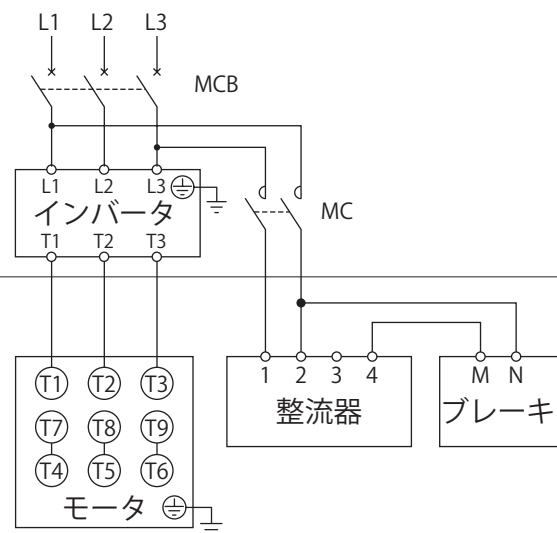 L1 L2 L3
MCB
L1 L2 L3
インバータ
T1 T2 T3
MC
T1 T2 T3
T7 T8 T9
T4 T5 T6
モータ
1 2 3 4
整流器
M N
ブレーキ